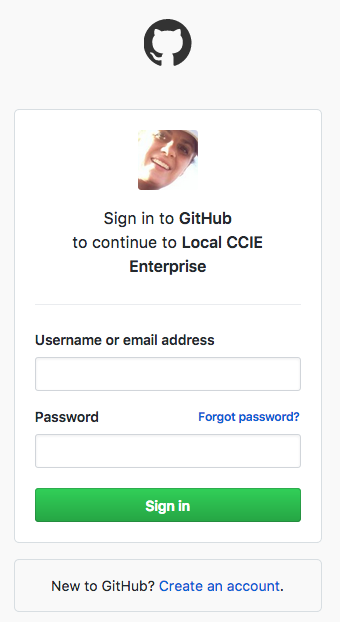 Sign in to GitHub
to continue to Local CCIE
Enterprise
Username or email address
Password Forgot password?
Sign in
New to GitHub? Create an account.